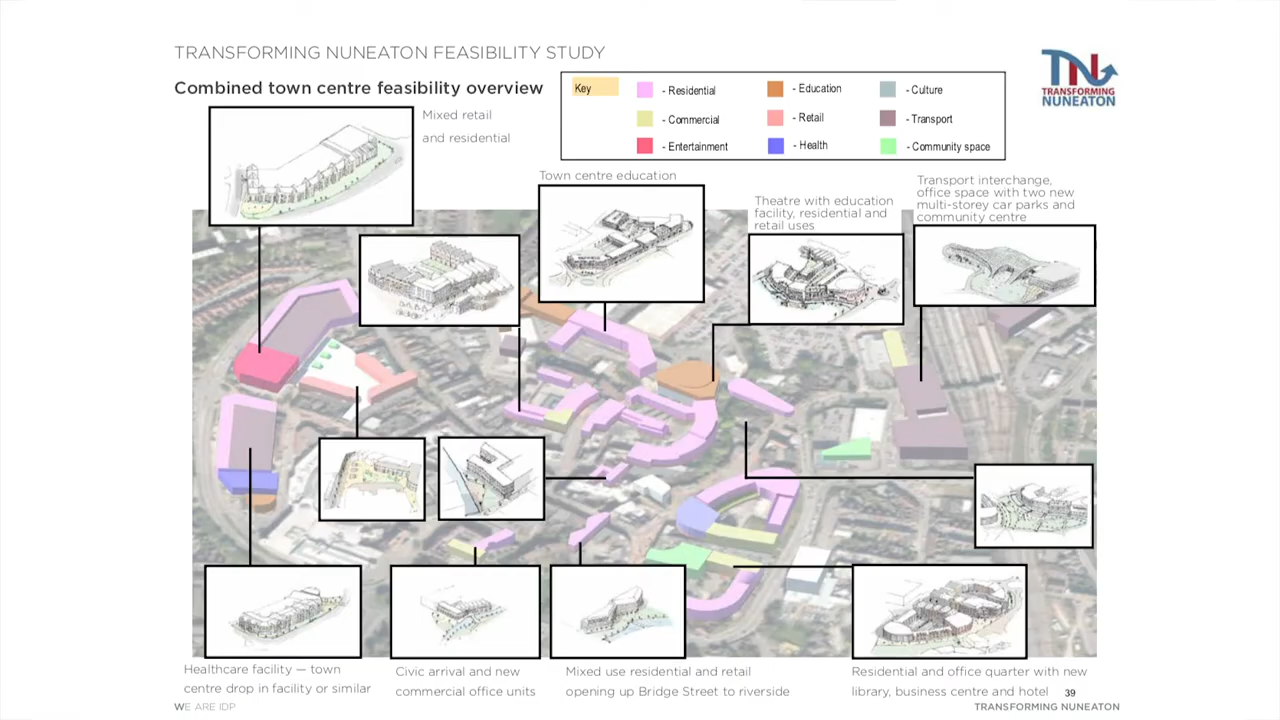 TRANSFORMING NUNEATON FEASIBILITY STUDY
Combined town centre feasibility overview
Key
- Residential
- Education
- Culture
- Commercial
- Retail
- Transport
- Entertainment
- Health
- Community space
TN
TRANSFORMING
NUNEATON
Mixed retail
and residential
Town centre education
Theatre with education
facility, residential and
retail uses
Transport interchange,
office space with two new
multi-storey car parks and
community centre
Healthcare facility — town
centre drop in facility or similar
Civic arrival and new
commercial office units
Mixed use residential and retail
opening up Bridge Street to riverside
Residential and office quarter with new
library, business centre and hotel
39
WE ARE IDP
TRANSFORMING NUNEATON